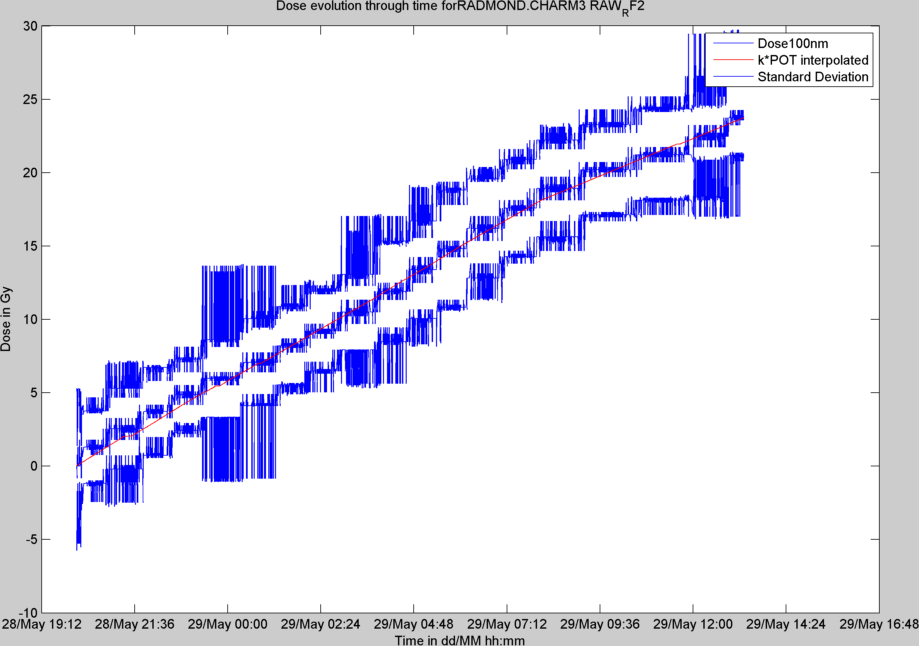 Dose evolution through time forRADMOND.CHARM3 RAW_RF2
Dose100nm
k*POT interpolated
Standard Deviation
30
25
20
15
10
5
0
-5
-10
Dose in Gy
28/May 19:12 28/May 21:36 29/May 00:00 29/May 02:24 29/May 04:48 29/May 07:12 29/May 09:36 29/May 12:00 29/May 14:24 29/May 16:48
Time in dd/MM hh:mm